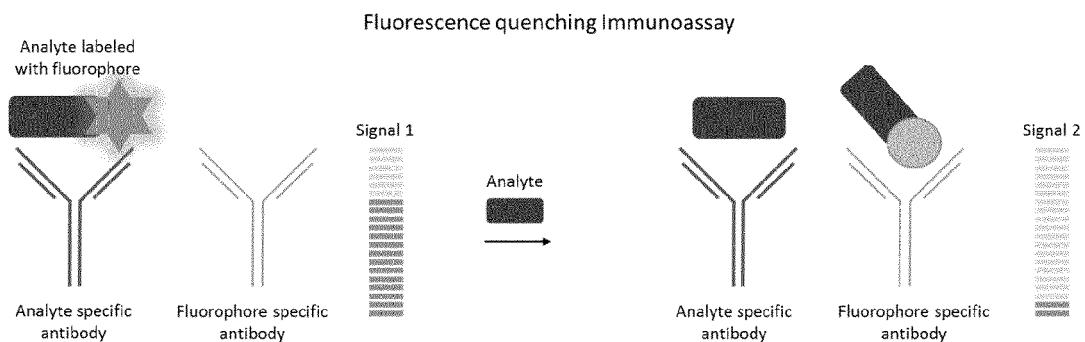 Fluorescence quenching Immunoassay
Analyte labeled
with fluorophore
Signal 1
Analyte
Signal 2
Analyte specific
antibody
Fluorophore specific
antibody
Analyte specific
antibody
Fluorophore specific
antibody